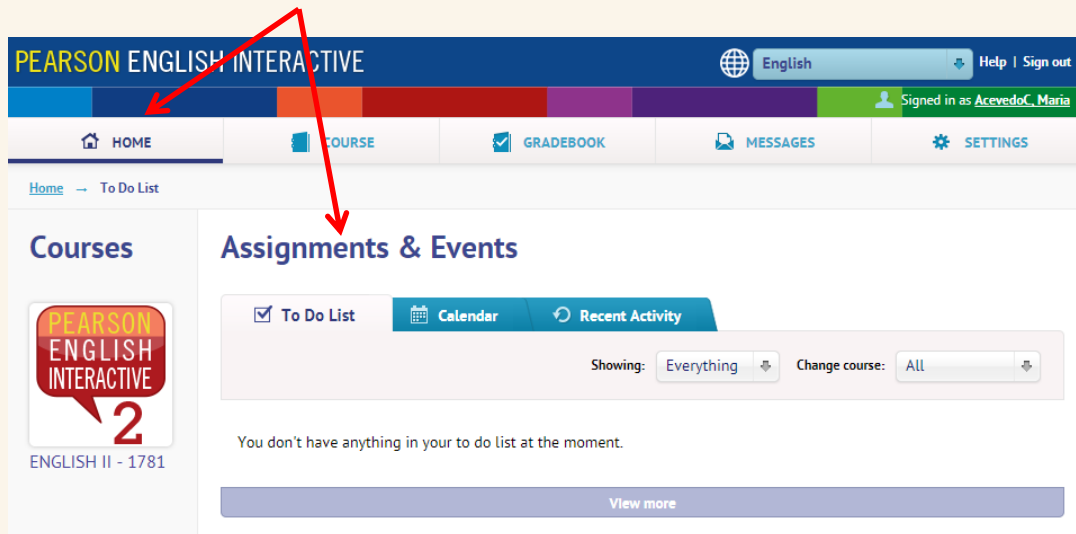 PEARSON ENGLISH INTERACTIVE
English
Help | Sign out
Signed in as AcevedoC, Maria
HOME
COURSE
GRADEBOOK
MESSAGES
SETTINGS
Home → To Do List
Courses
Assignments & Events
To Do List
Calendar
Recent Activity
Showing: Everything
Change course: All
PEARSON
ENGLISH
INTERACTIVE
2
ENGLISH II - 1781
You don't have anything in your to do list at the moment.
View more